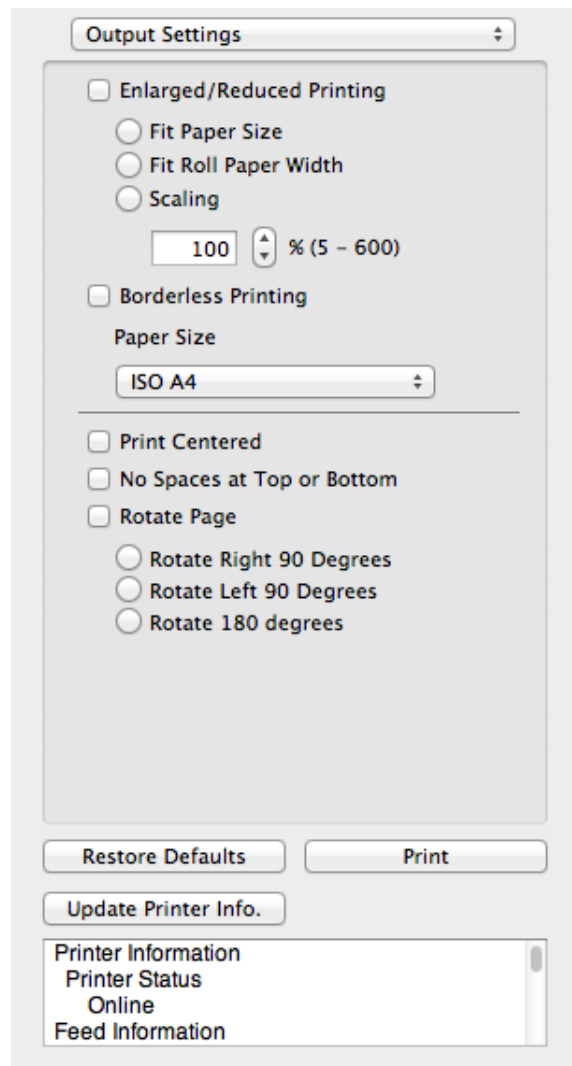 Output Settings
Enlarged/Reduced Printing
Fit Paper Size
Fit Roll Paper Width
Scaling
100 % (5 - 600)
Borderless Printing
Paper Size
ISO A4
Print Centered
No Spaces at Top or Bottom
Rotate Page
Rotate Right 90 Degrees
Rotate Left 90 Degrees
Rotate 180 degrees
Restore Defaults Print
Update Printer Info.
Printer Information
Printer Status
Online
Feed Information